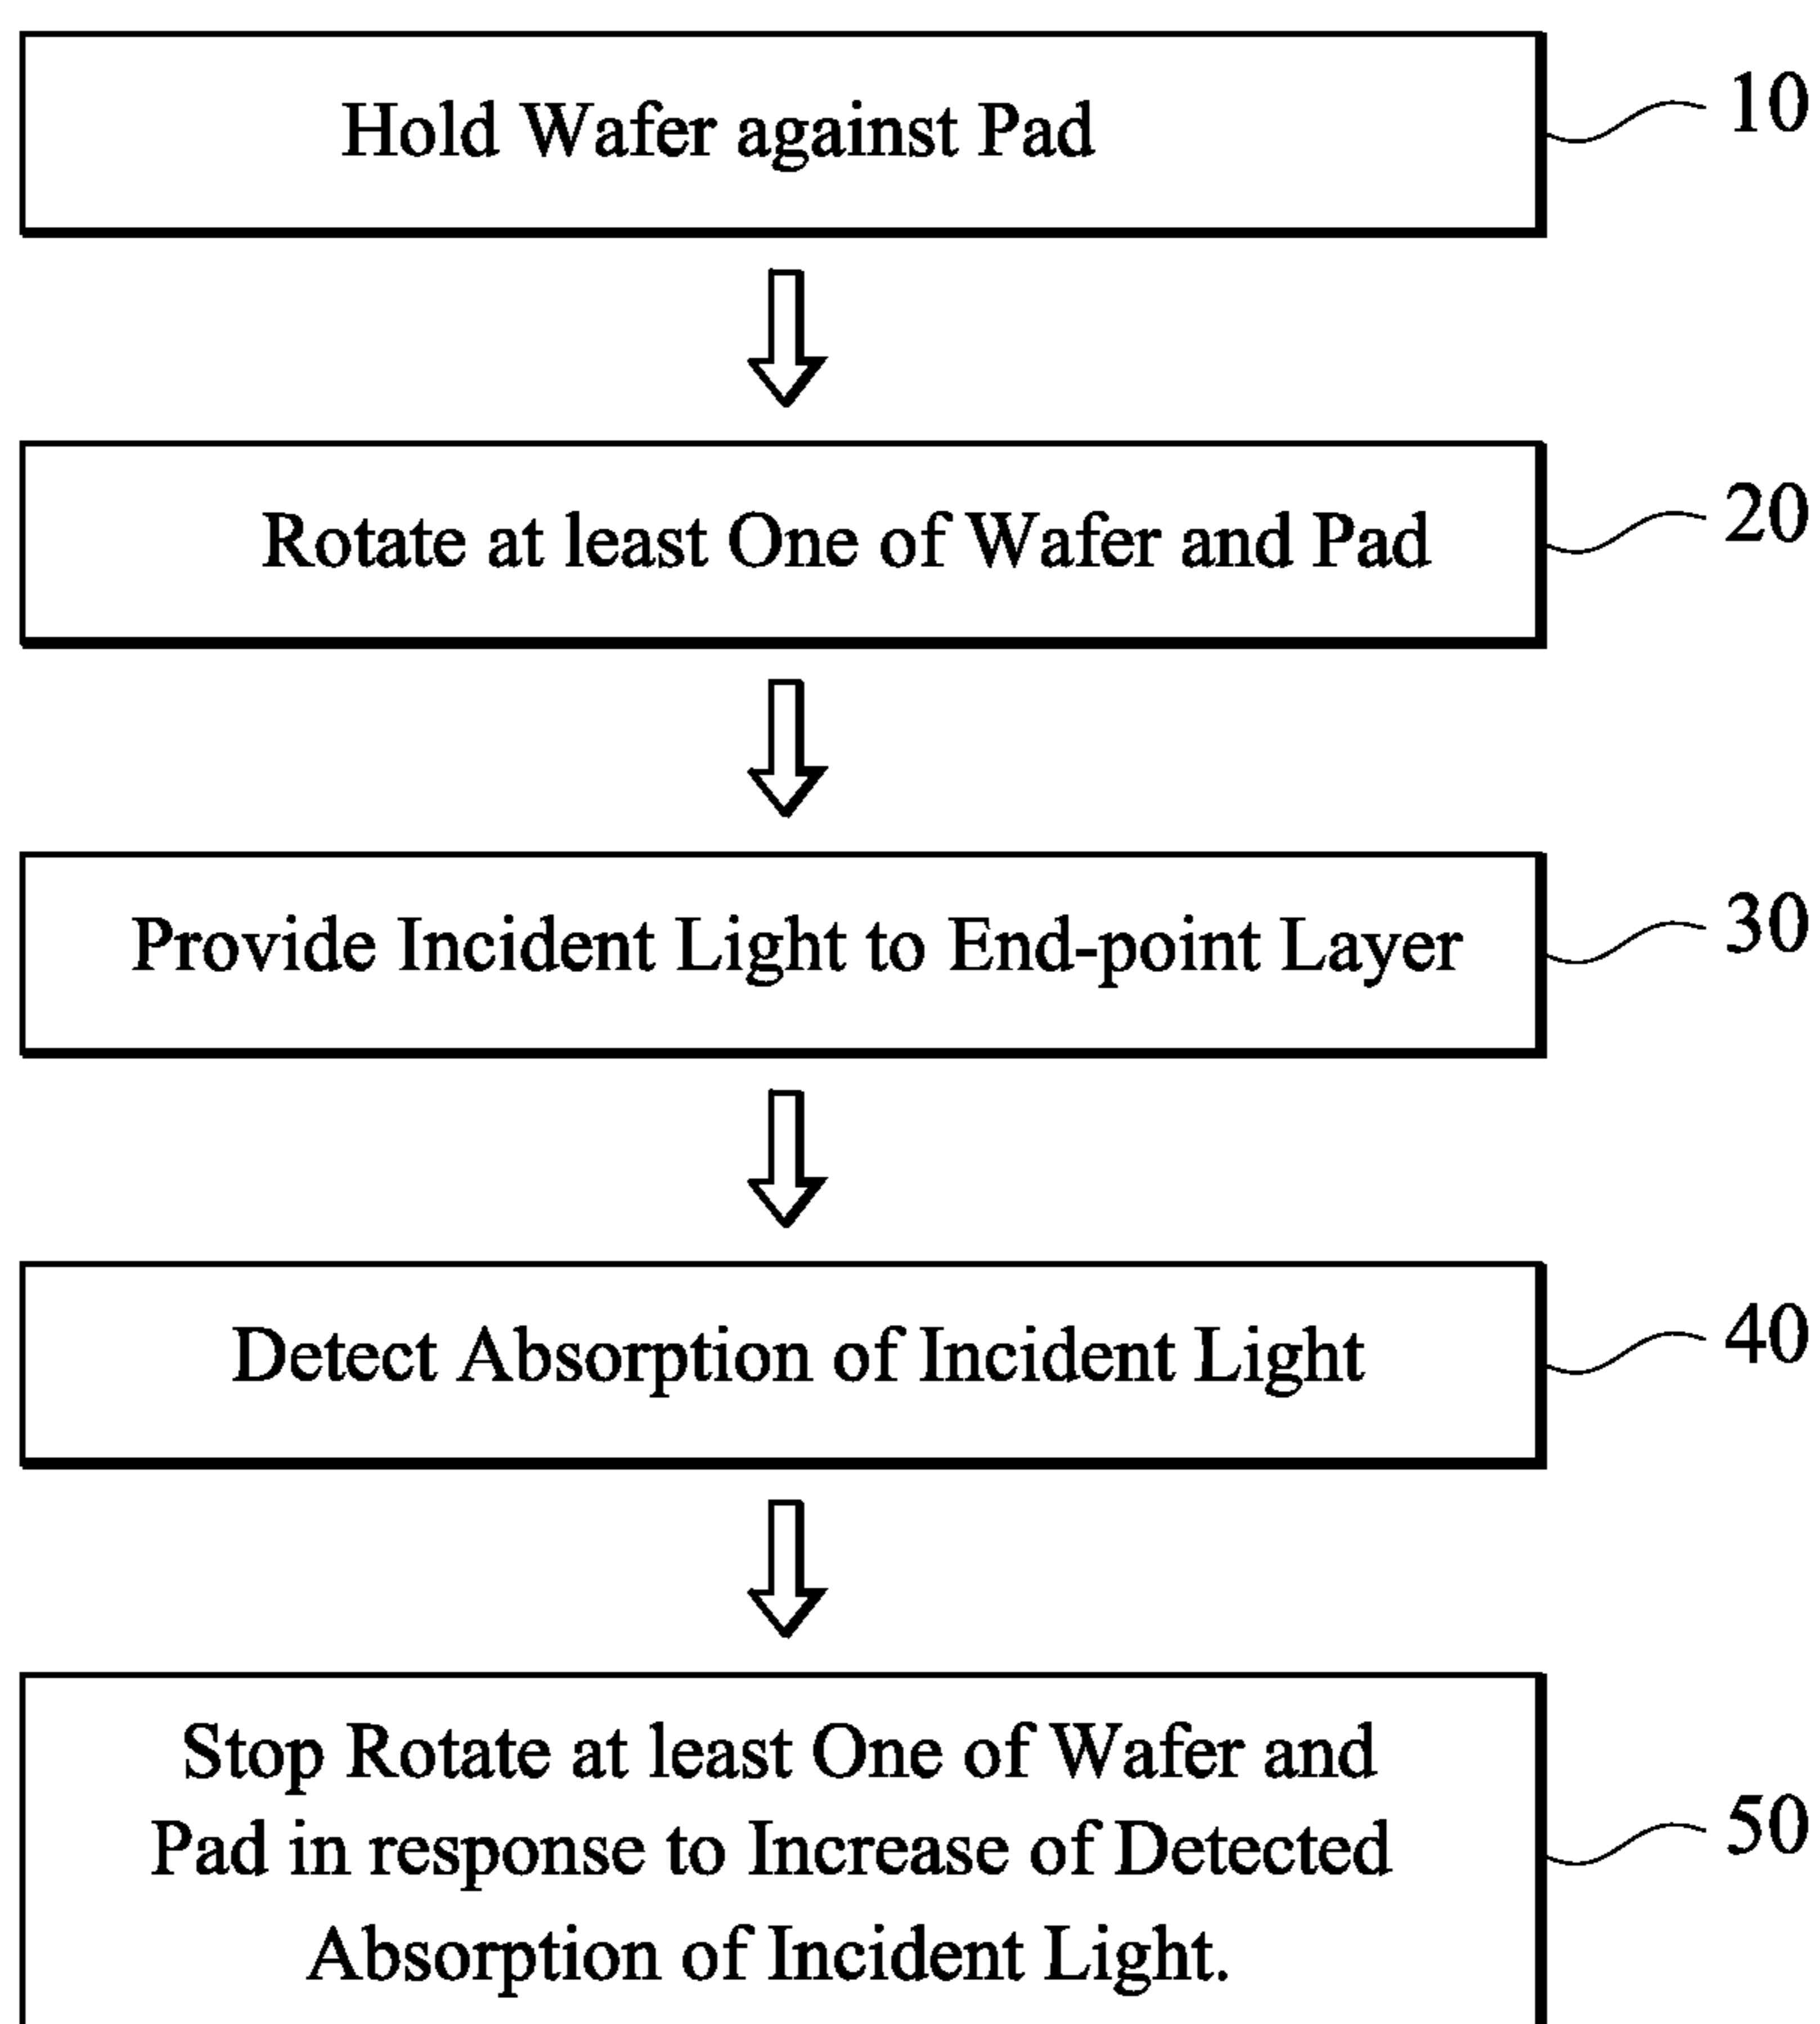 Hold Wafer against Pad
10
Rotate at least One of Wafer and Pad
20
Provide Incident Light to End-point Layer
30
Detect Absorption of Incident Light
40
Stop Rotate at least One of Wafer and
Pad in response to Increase of Detected
Absorption of Incident Light.
50